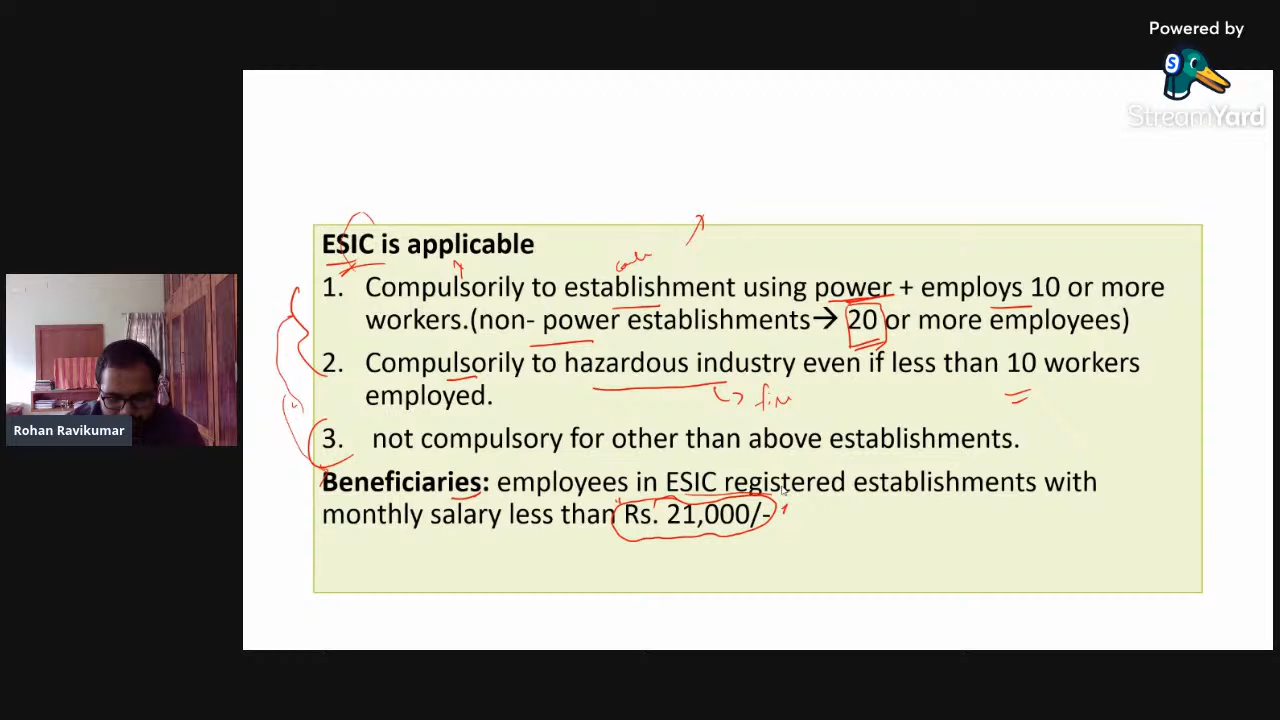 Powered by
StreamYard
ESIC is applicable
1. Compulsorily to establishment using power + employs 10 or more
workers.(non- power establishments→ 20 or more employees)
2. Compulsorily to hazardous industry even if less than 10 workers
employed.
3. not compulsory for other than above establishments.
Beneficiaries: employees in ESIC registered establishments with
monthly salary less than Rs. 21,000/-
Rohan Ravikumar